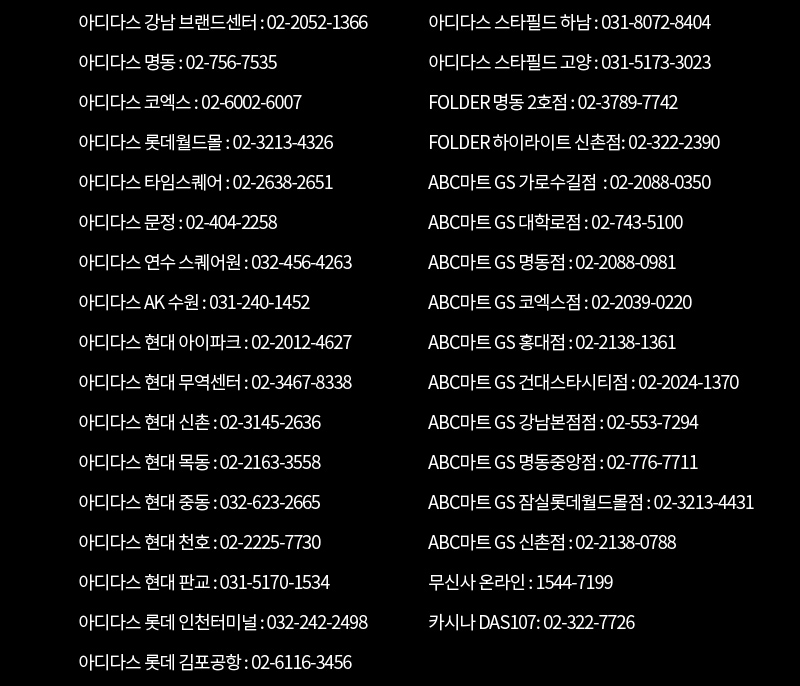 아디다스 강남 브랜드센터 : 02-2052-1366
아디다스 명동 : 02-756-7535
아디다스 코엑스 : 02-6002-6007
아디다스 롯데월드몰 : 02-3213-4326
아디다스 타임스퀘어 : 02-2638-2651
아디다스 문정 : 02-404-2258
아디다스 연수 스퀘어원 : 032-456-4263
아디다스 AK 수원 : 031-240-1452
아디다스 현대 아이파크 : 02-2012-4627
아디다스 현대 무역센터 : 02-3467-8338
아디다스 현대 신촌 : 02-3145-2636
아디다스 현대 목동 : 02-2163-3558
아디다스 현대 중동 : 032-623-2665
아디다스 현대 천호 : 02-2225-7730
아디다스 현대 판교 : 031-5170-1534
아디다스 롯데 인천터미널 : 032-242-2498
아디다스 롯데 김포공항 : 02-6116-3456
아디다스 스타필드 하남 : 031-8072-8404
아디다스 스타필드 고양 : 031-5173-3023
FOLDER 명동 2호점 : 02-3789-7742
FOLDER 하이라이트 신촌점: 02-322-2390
ABC마트 GS 가로수길점 : 02-2088-0350
ABC마트 GS 대학로점 : 02-743-5100
ABC마트 GS 명동점 : 02-2088-0981
ABC마트 GS 코엑스점 : 02-2039-0220
ABC마트 GS 홍대점 : 02-2138-1361
ABC마트 GS 건대스타시티점 : 02-2024-1370
ABC마트 GS 강남본점점 : 02-553-7294
ABC마트 GS 명동중앙점 : 02-776-7711
ABC마트 GS 잠실롯데월드몰점 : 02-3213-4431
ABC마트 GS 신촌점 : 02-2138-0788
무신사 온라인 : 1544-7199
카시나 DAS107: 02-322-7726